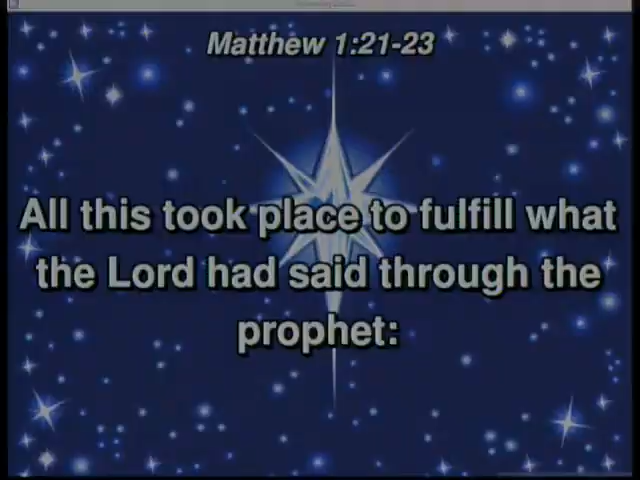 Matthew 1:21-23
All this took place to fulfill what
the Lord had said through the
prophet: